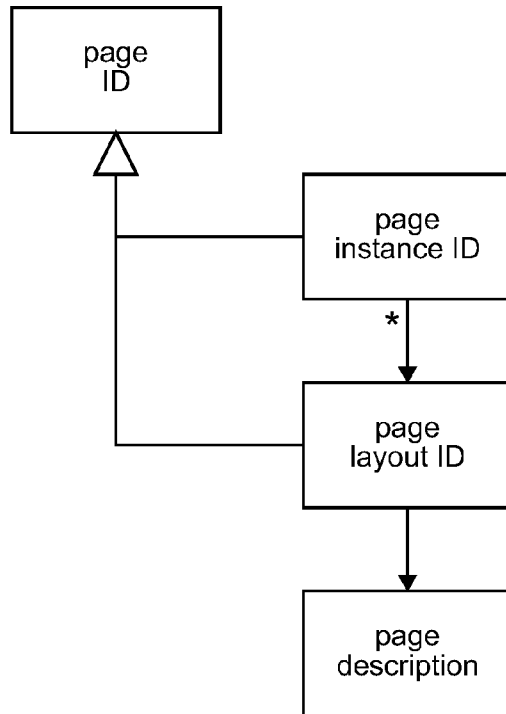 page
ID
page
instance ID
*
page
layout ID
page
description